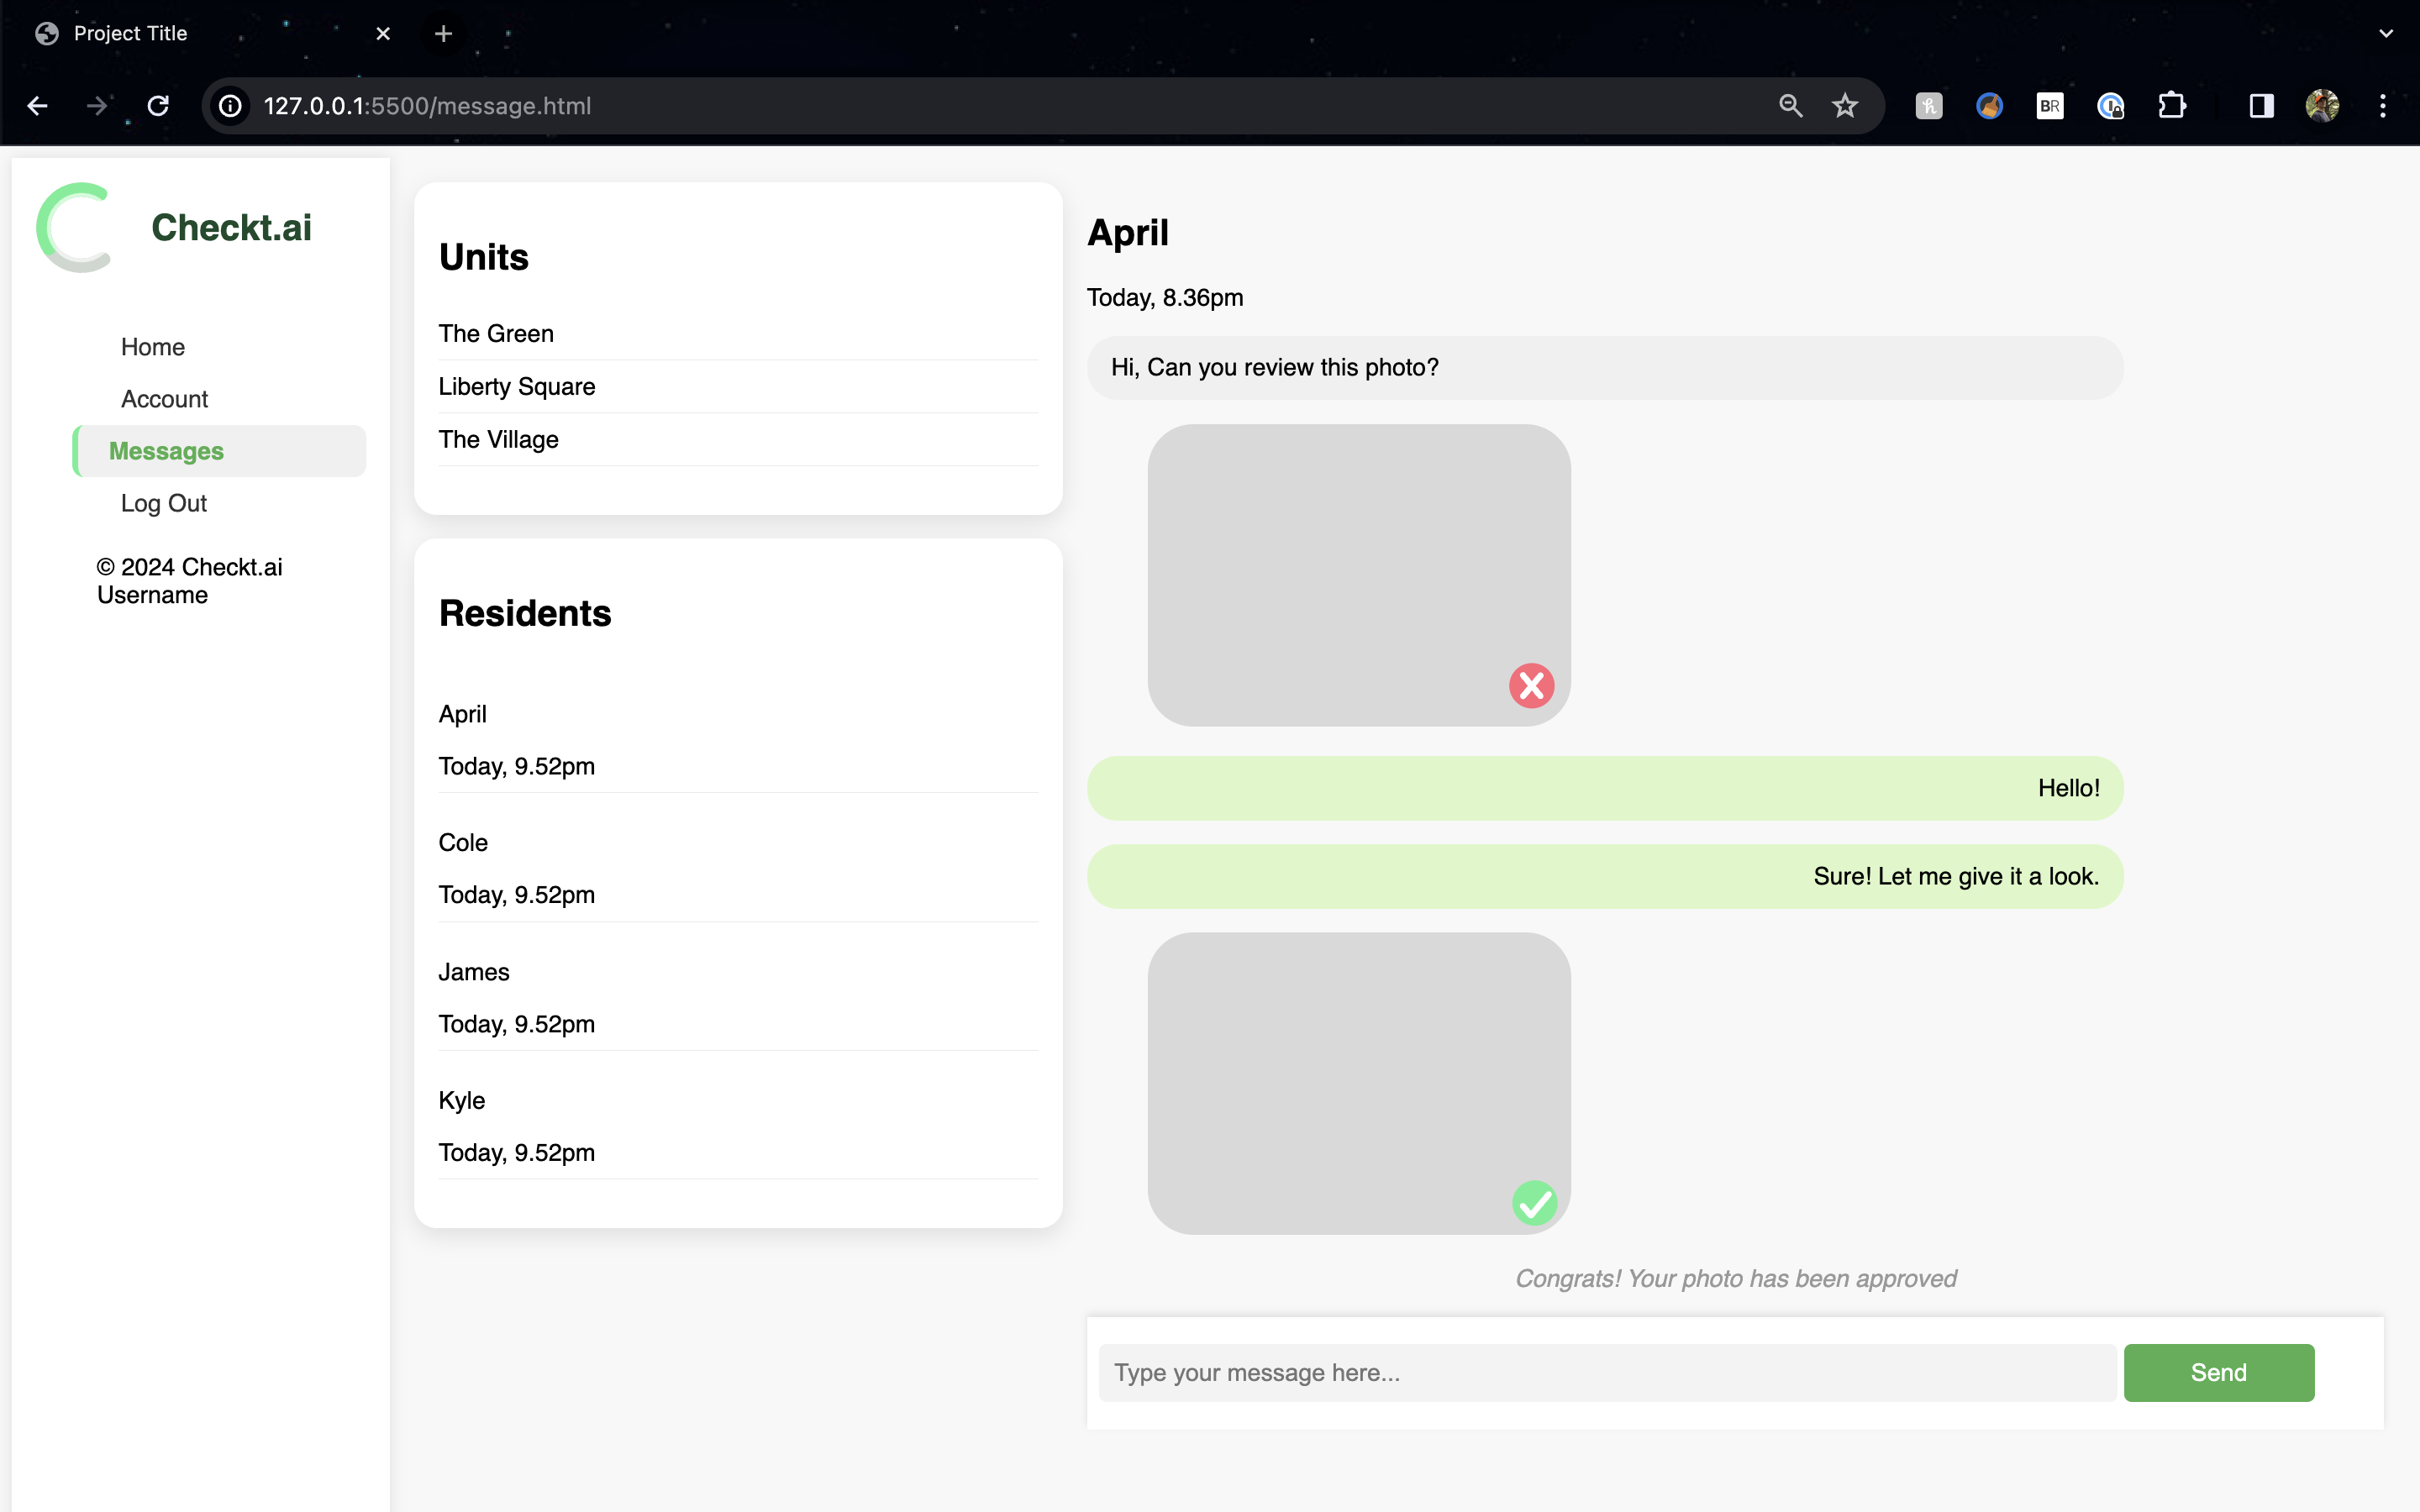 Project Title
127.0.0.1:5500/message.html
BR
Checkt.ai
Home
Account
Messages
Log Out
© 2024 Checkt.ai
Username
Units
The Green
Liberty Square
The Village
Residents
April
Today, 9.52pm
Cole
Today, 9.52pm
James
Today, 9.52pm
Kyle
Today, 9.52pm
April
Today, 8.36pm
Hi, Can you review this photo?
Hello!
Sure! Let me give it a look.
Congrats! Your photo has been approved
Type your message here...
Send